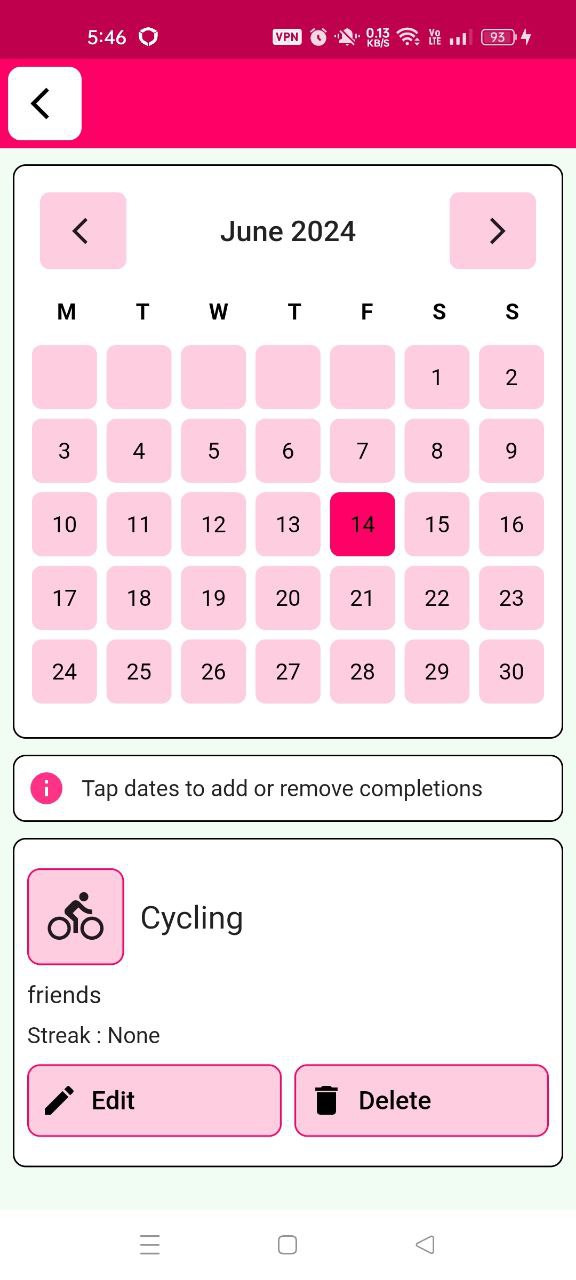 5:46 VPN 0.13 KB/S Vo LTE 93
June 2024
M T W T F S S
1 2
3 4 5 6 7 8 9
10 11 12 13 14 15 16
17 18 19 20 21 22 23
24 25 26 27 28 29 30
Tap dates to add or remove completions
Cycling
friends
Streak : None
Edit Delete